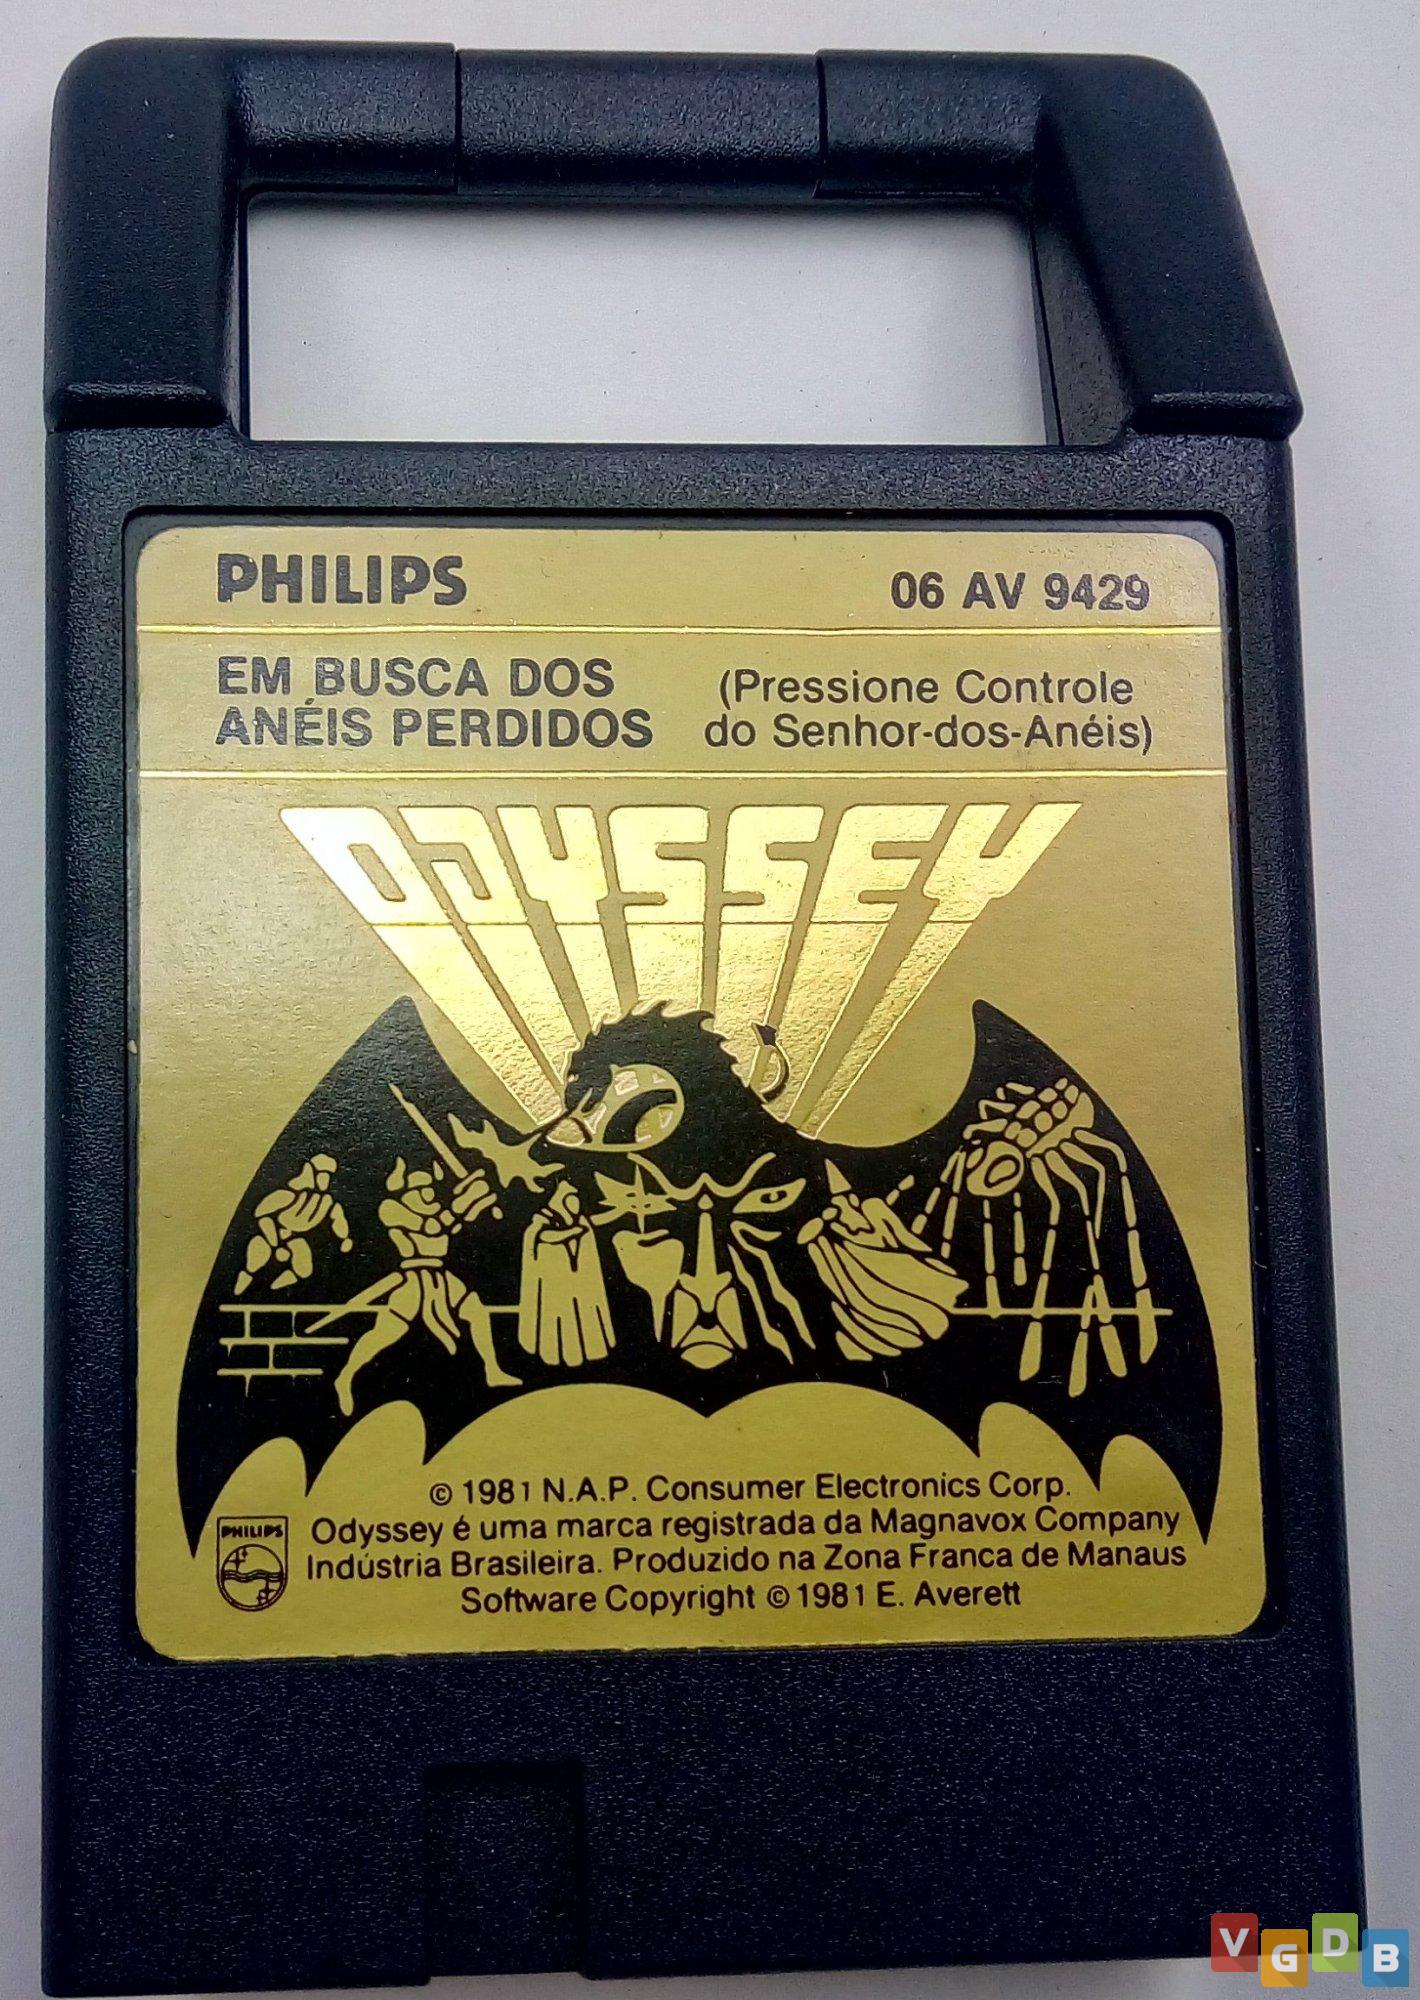 PHILIPS
06 AV 9429
EM BUSCA DOS
ANÉIS PERDIDOS
(Pressione Controle
do Senhor-dos-Anéis)
ODYSSEY
© 1981 N.A.P. Consumer Electronics Corp.
PHILIPS
Odyssey é uma marca registrada da Magnavox Company
Indústria Brasileira. Produzido na Zona Franca de Manaus
Software Copyright © 1981 E. Averett
VGDB